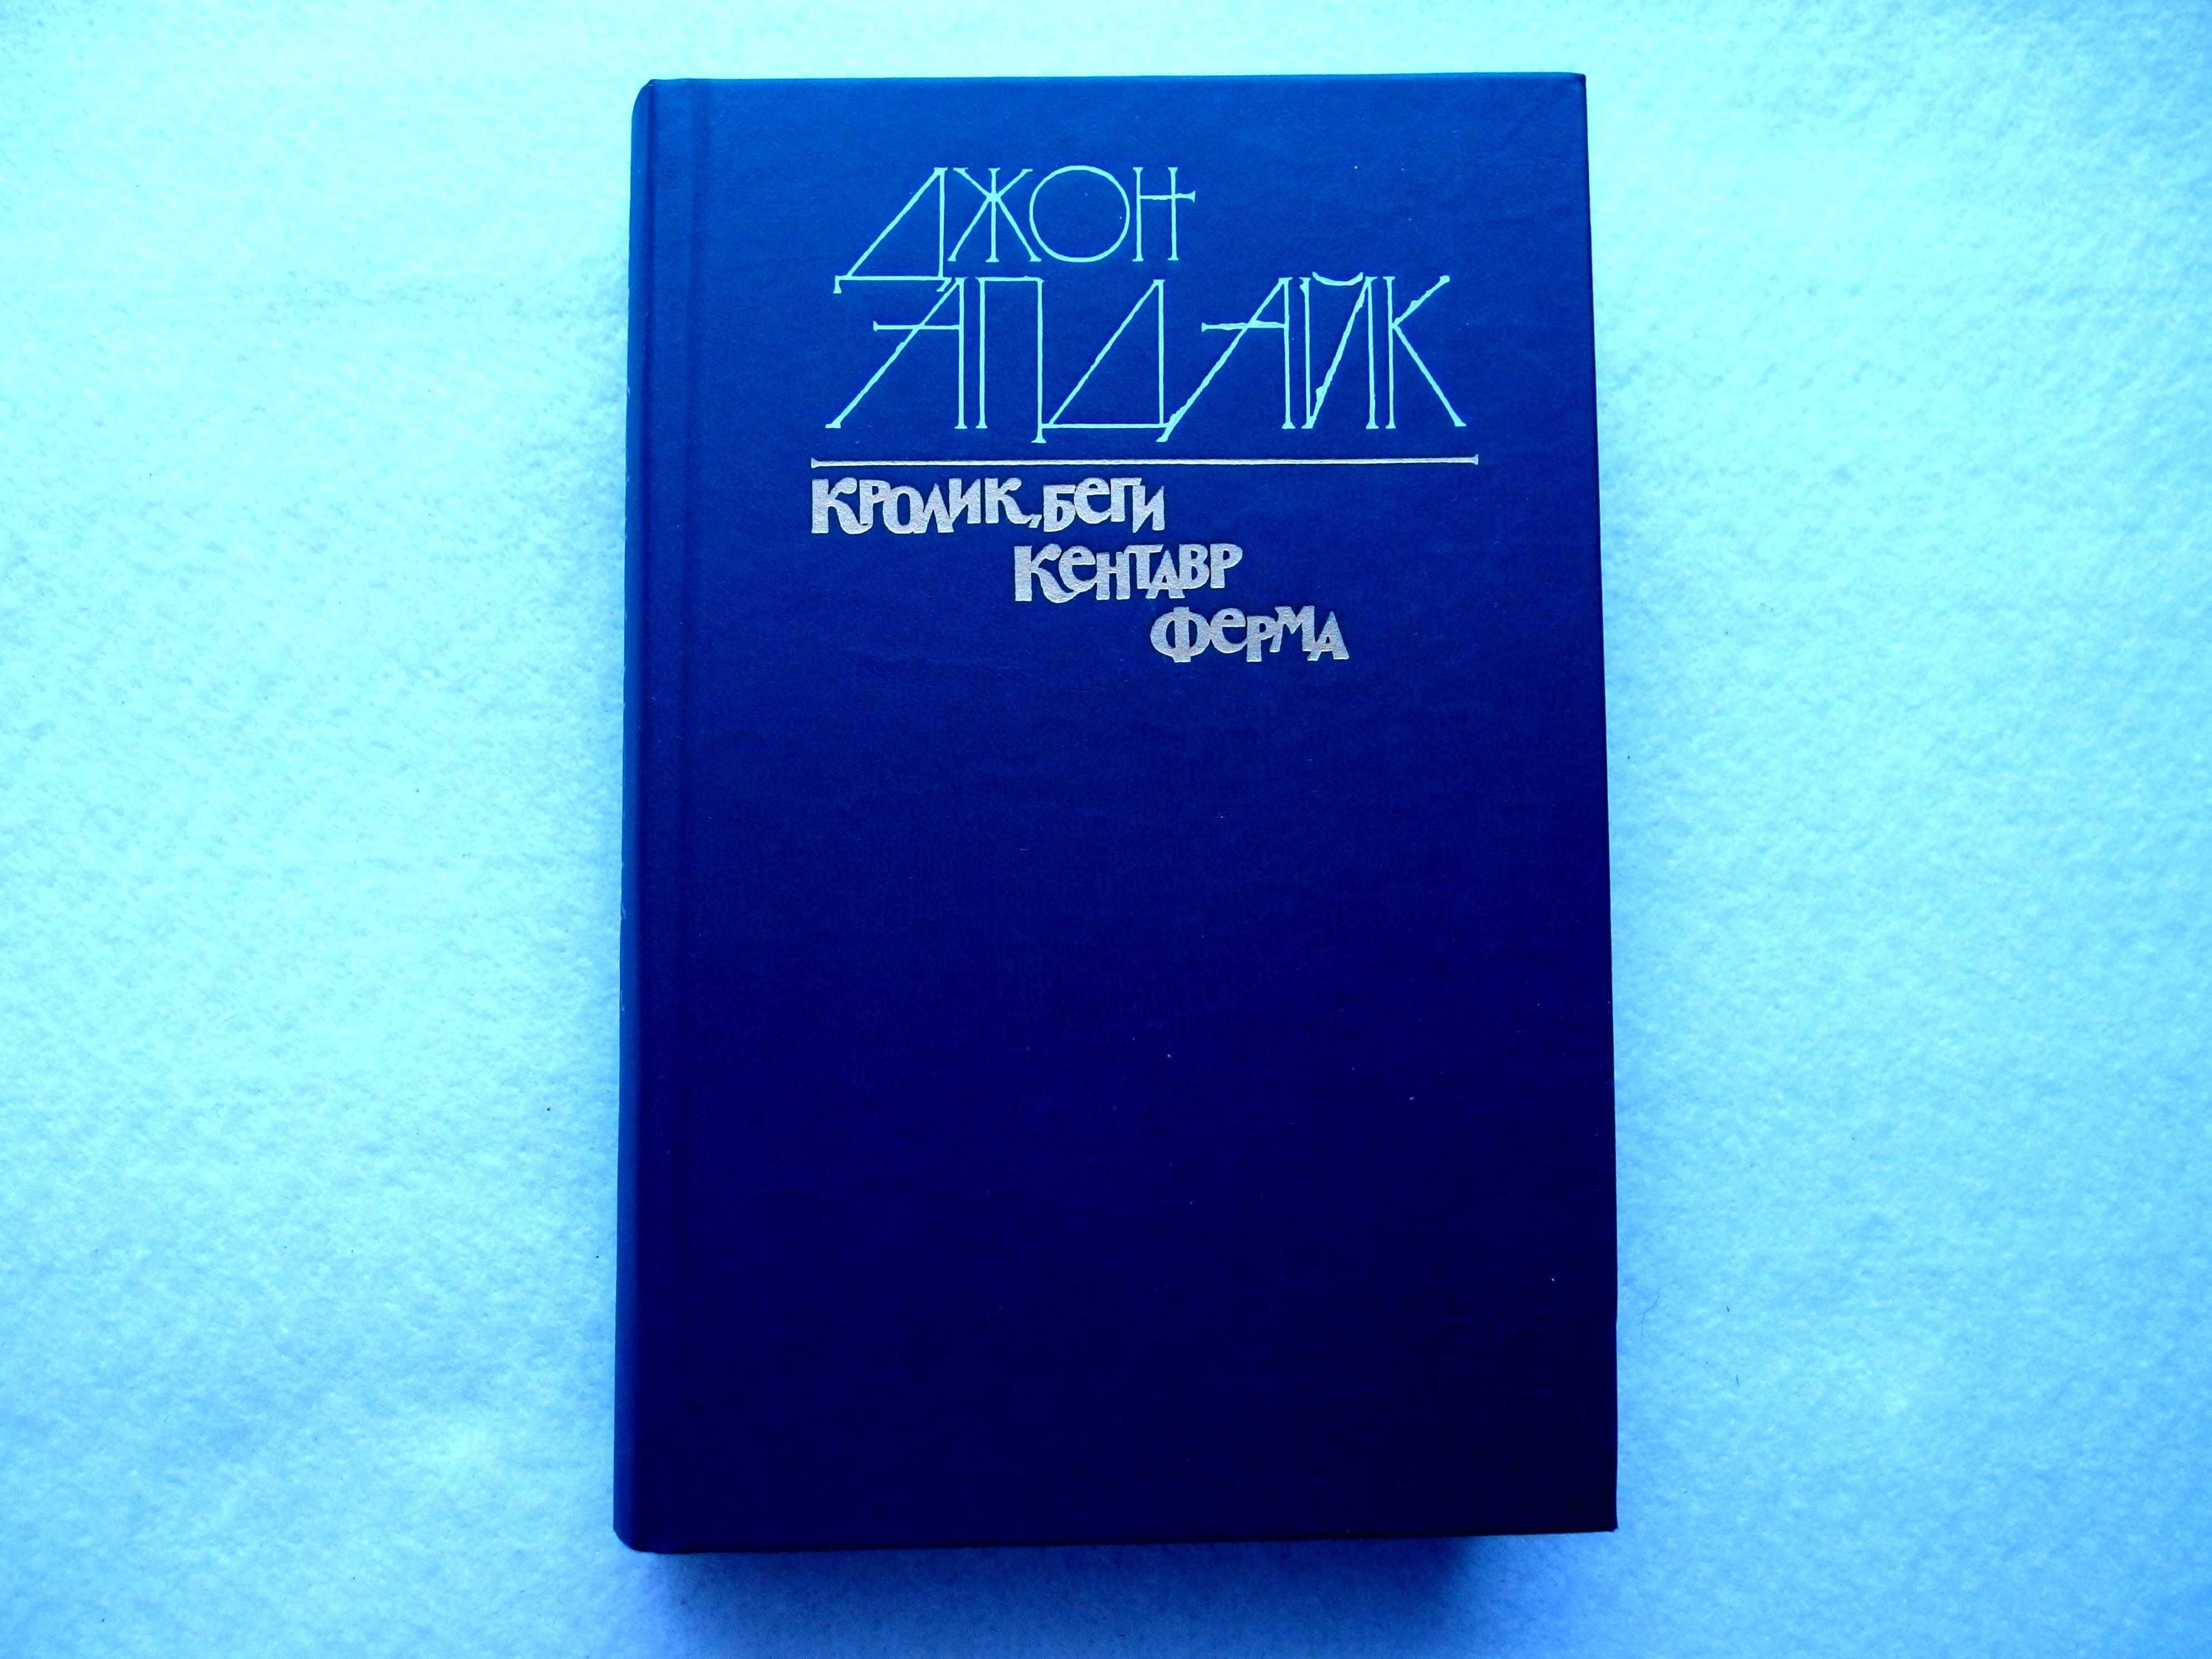 ДЖОН
АПДАЙК
КРОЛИК, БЕГИ
КЕНТАВР
ФЕРМА